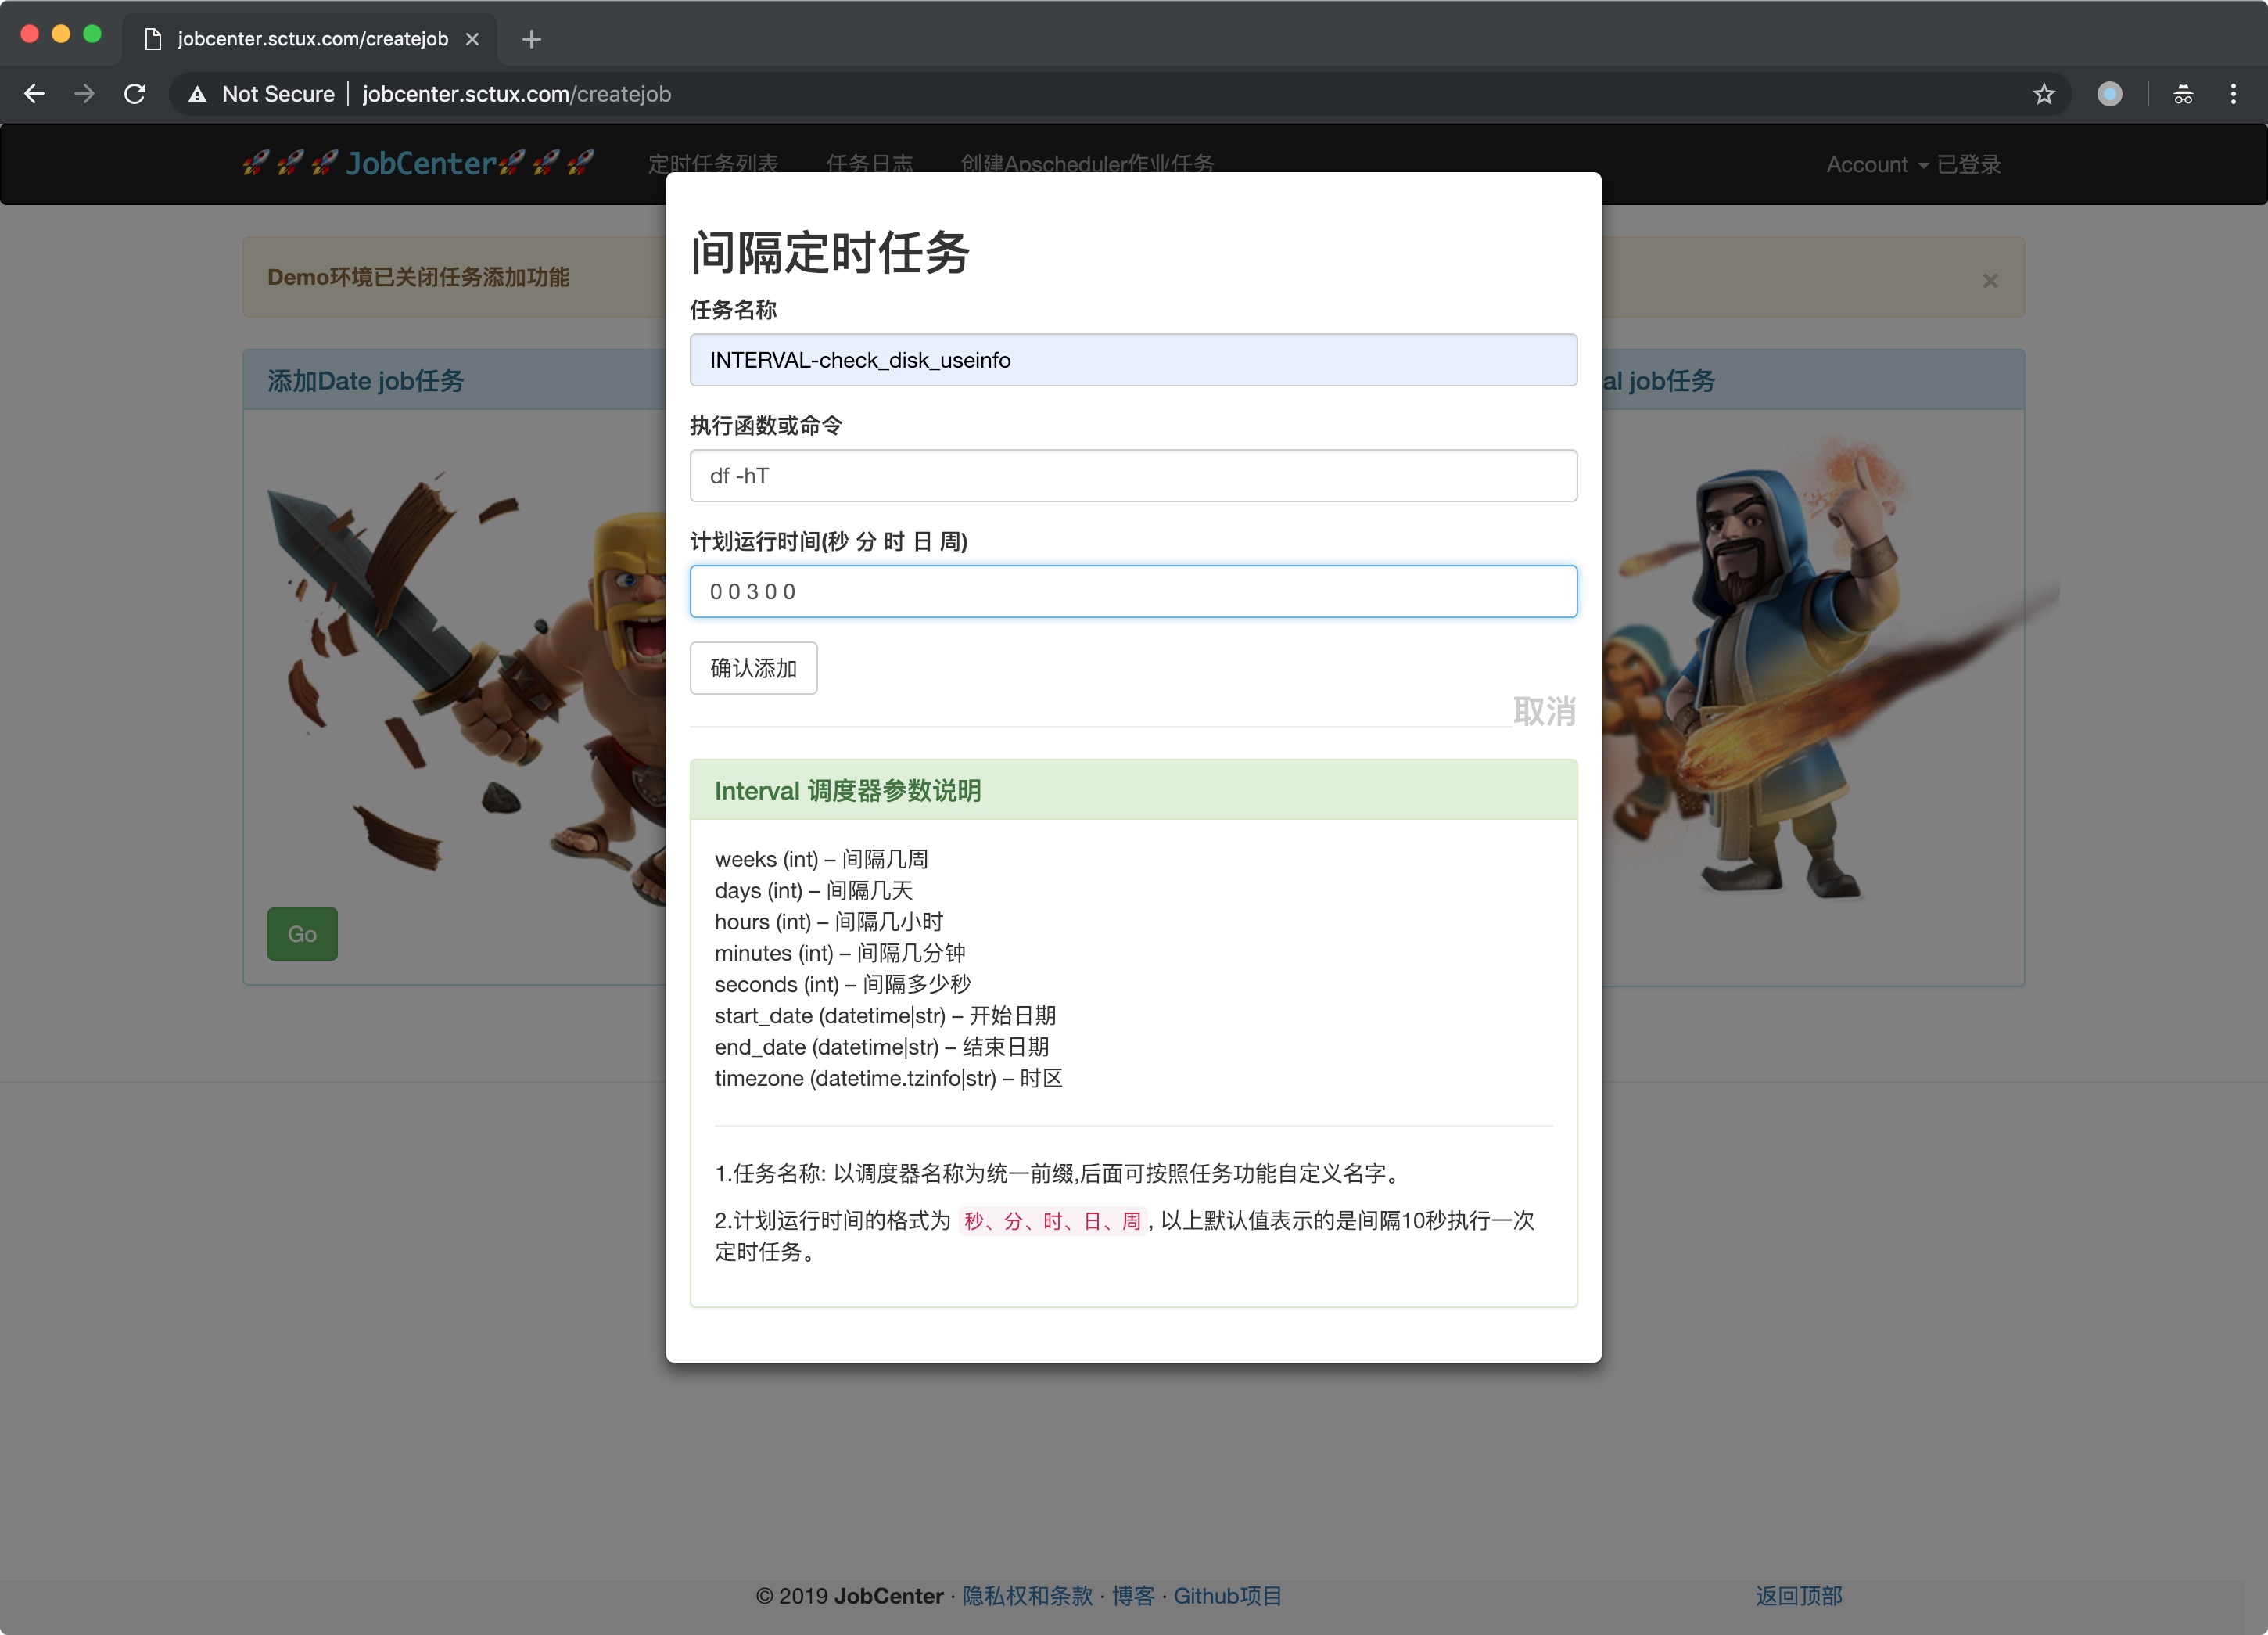 jobcenter.sctux.com/createjob
Not Secure | jobcenter.sctux.com/createjob
🚀🚀🚀JobCenter🚀🚀🚀 定时任务列表 任务日志 创建Apscheduler作业任务 Account 已登录
Demo环境已关闭任务添加功能 ×
添加Date job任务
al job任务
Go
间隔定时任务
任务名称
INTERVAL-check_disk_useinfo
执行函数或命令
df -hT
计划运行时间(秒 分 时 日 周)
0 0 3 0 0
确认添加
取消
Interval 调度器参数说明
weeks (int) – 间隔几周
days (int) – 间隔几天
hours (int) – 间隔几小时
minutes (int) – 间隔几分钟
seconds (int) – 间隔多少秒
start_date (datetime|str) – 开始日期
end_date (datetime|str) – 结束日期
timezone (datetime.tzinfo|str) – 时区
1.任务名称: 以调度器名称为统一前缀,后面可按照任务功能自定义名字。
2.计划运行时间的格式为 秒、分、时、日、周, 以上默认值表示的是间隔10秒执行一次
定时任务。
© 2019 JobCenter · 隐私权和条款 · 博客 · Github项目 返回顶部